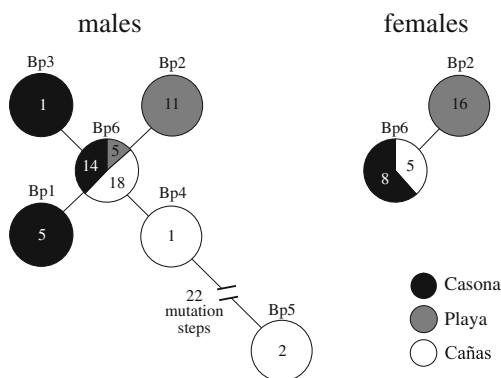 males
females
Bp3
Bp2
Bp2
1
11
16
Bp6
Bp6
5
14
18
5
8
Bp1
Bp4
5
1
22
mutation
steps
Bp5
2
Casona
Playa
Cañas